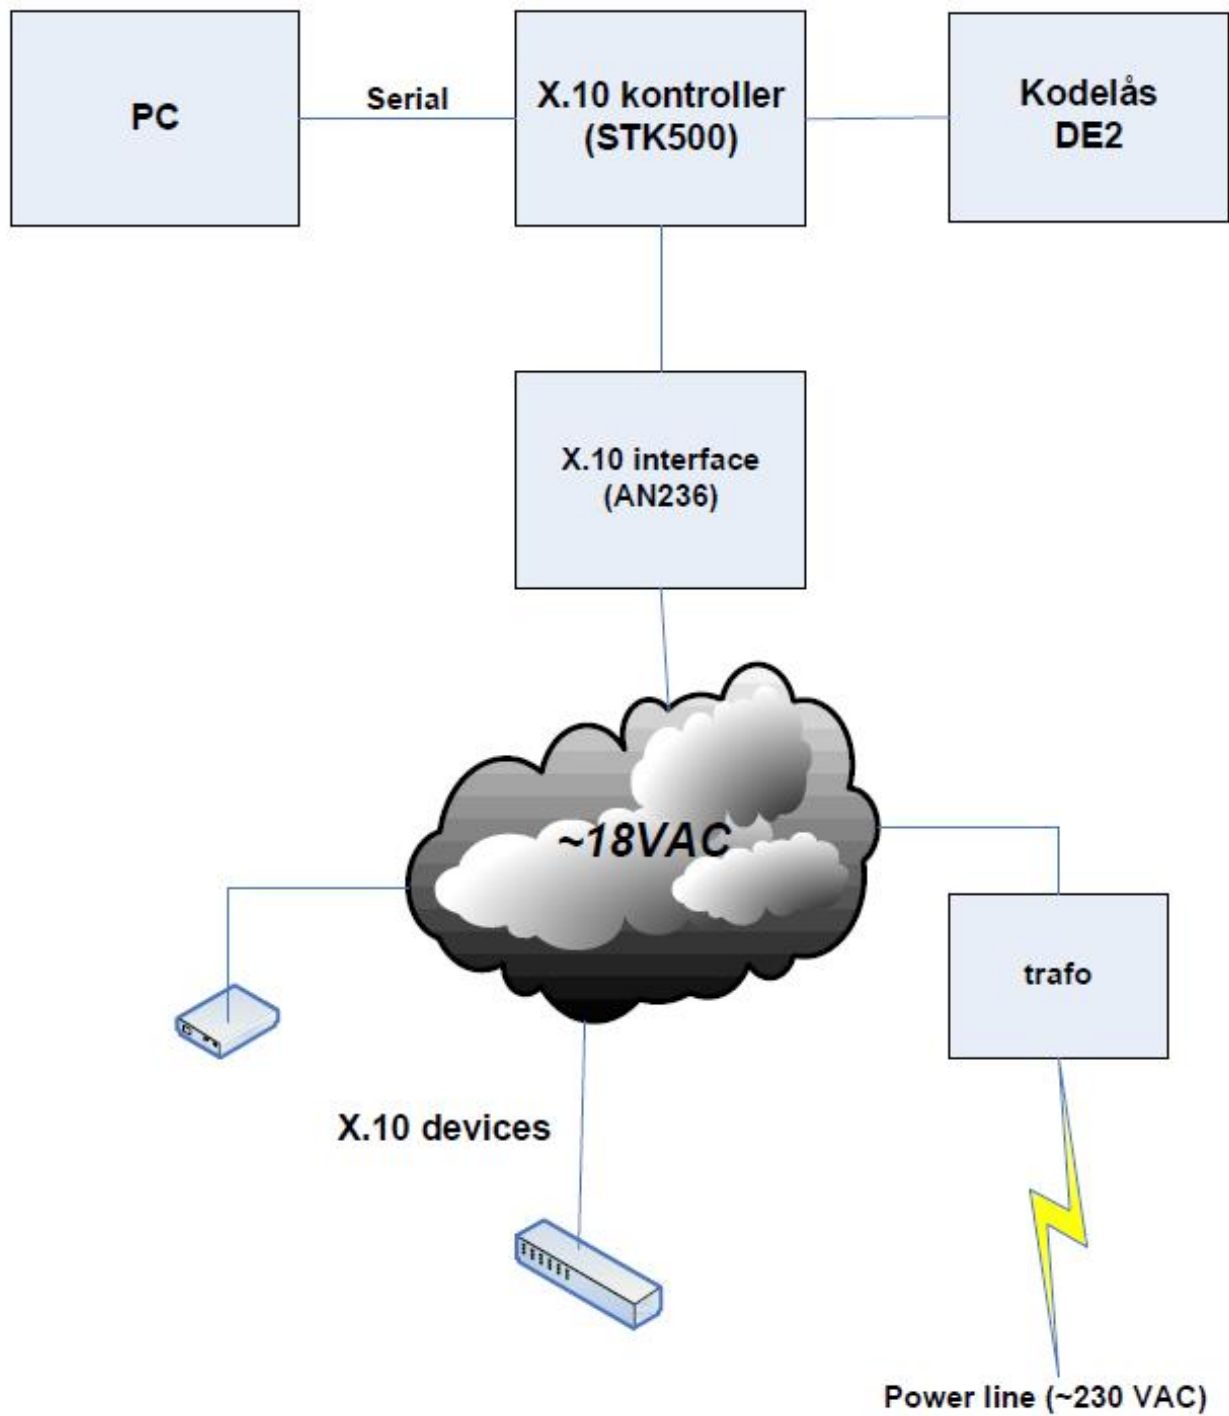 PC
Serial
X.10 kontroller
(STK500)
Kodelås
DE2
X.10 interface
(AN236)
~18VAC
trafo
X.10 devices
Power line (~230 VAC)